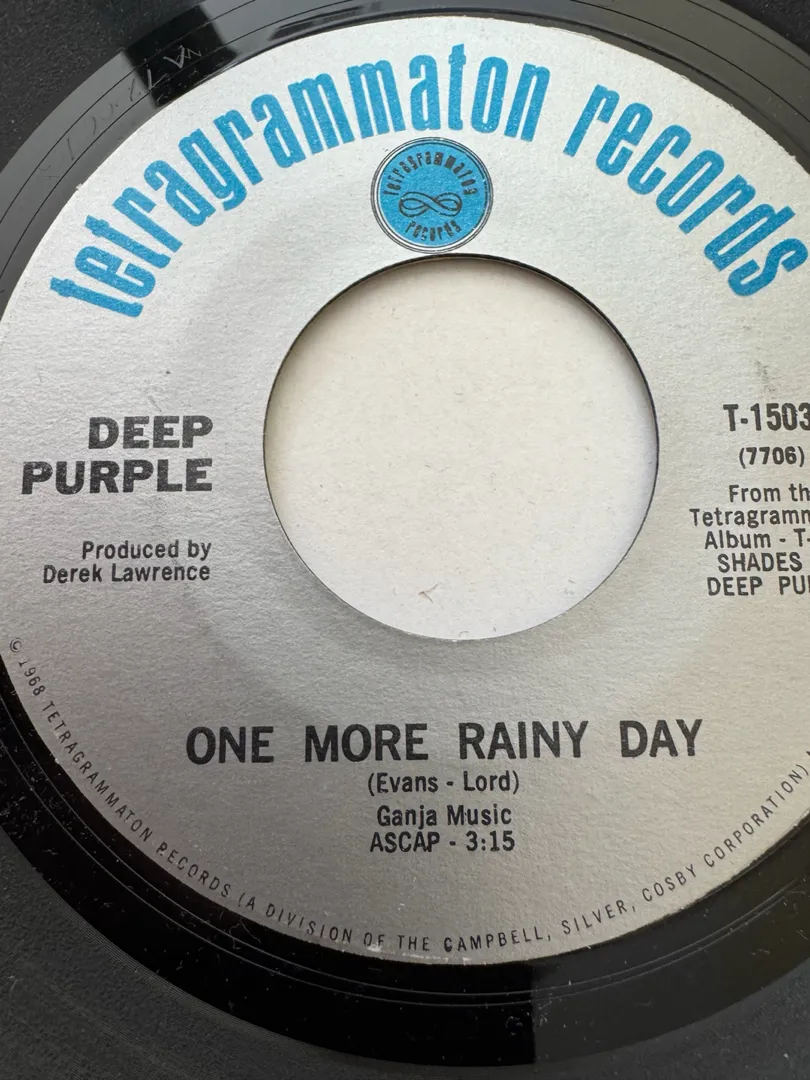 tetragrammaton records
tetragrammaton
records
DEEP
PURPLE
Produced by
Derek Lawrence
T-1503
(7706)
From th
Tetragramm
Album - T-
SHADES
DEEP PU
ONE MORE RAINY DAY
(Evans - Lord)
Ganja Music
ASCAP - 3:15
© 1968 TETRAGRAMMATON RECORDS (A DIVISION OF THE CAMPBELL, SILVER, COSBY CORPORATION)